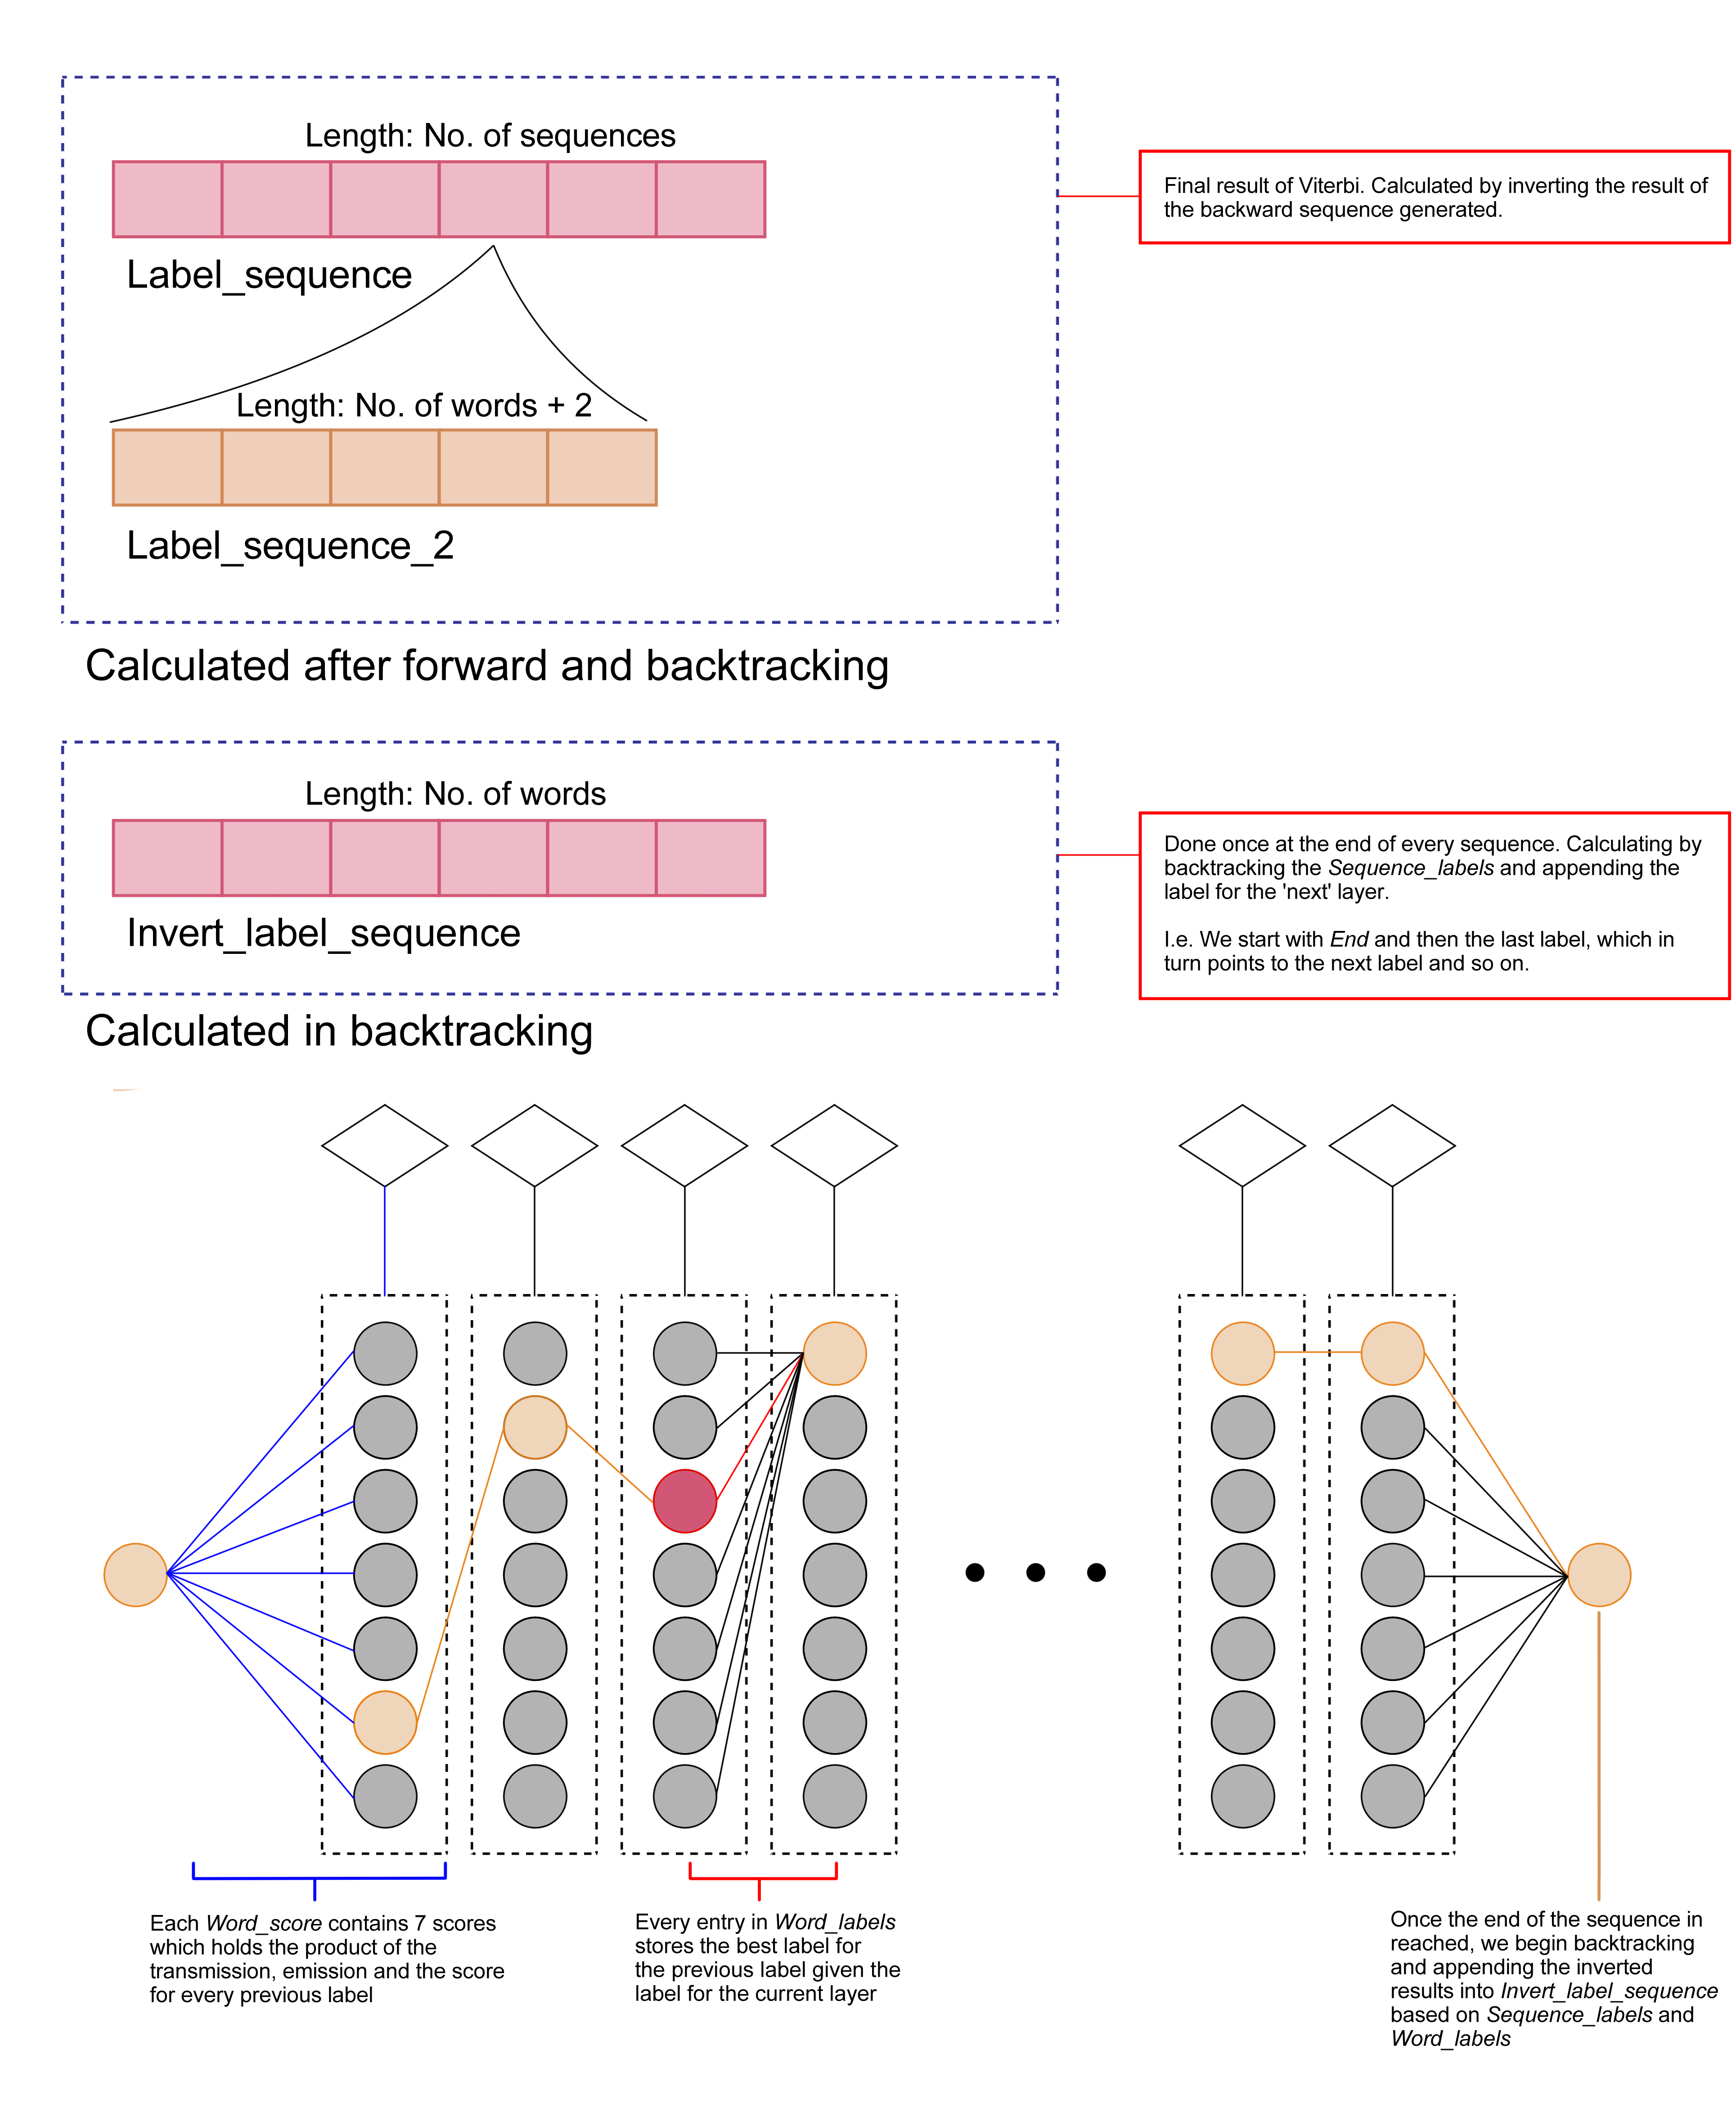 Length: No. of sequences
Label_sequence
Length: No. of words + 2
Label_sequence_2
Calculated after forward and backtracking
Final result of Viterbi. Calculated by inverting the result of
the backward sequence generated.
Length: No. of words
Invert_label_sequence
Calculated in backtracking
Done once at the end of every sequence. Calculating by
backtracking the Sequence_labels and appending the
label for the 'next' layer.
I.e. We start with End and then the last label, which in
turn points to the next label and so on.
Each Word_score contains 7 scores
which holds the product of the
transmission, emission and the score
for every previous label
Every entry in Word_labels
stores the best label for
the previous label given the
label for the current layer
Once the end of the sequence in
reached, we begin backtracking
and appending the inverted
results into Invert_label_sequence
based on Sequence_labels and
Word_labels